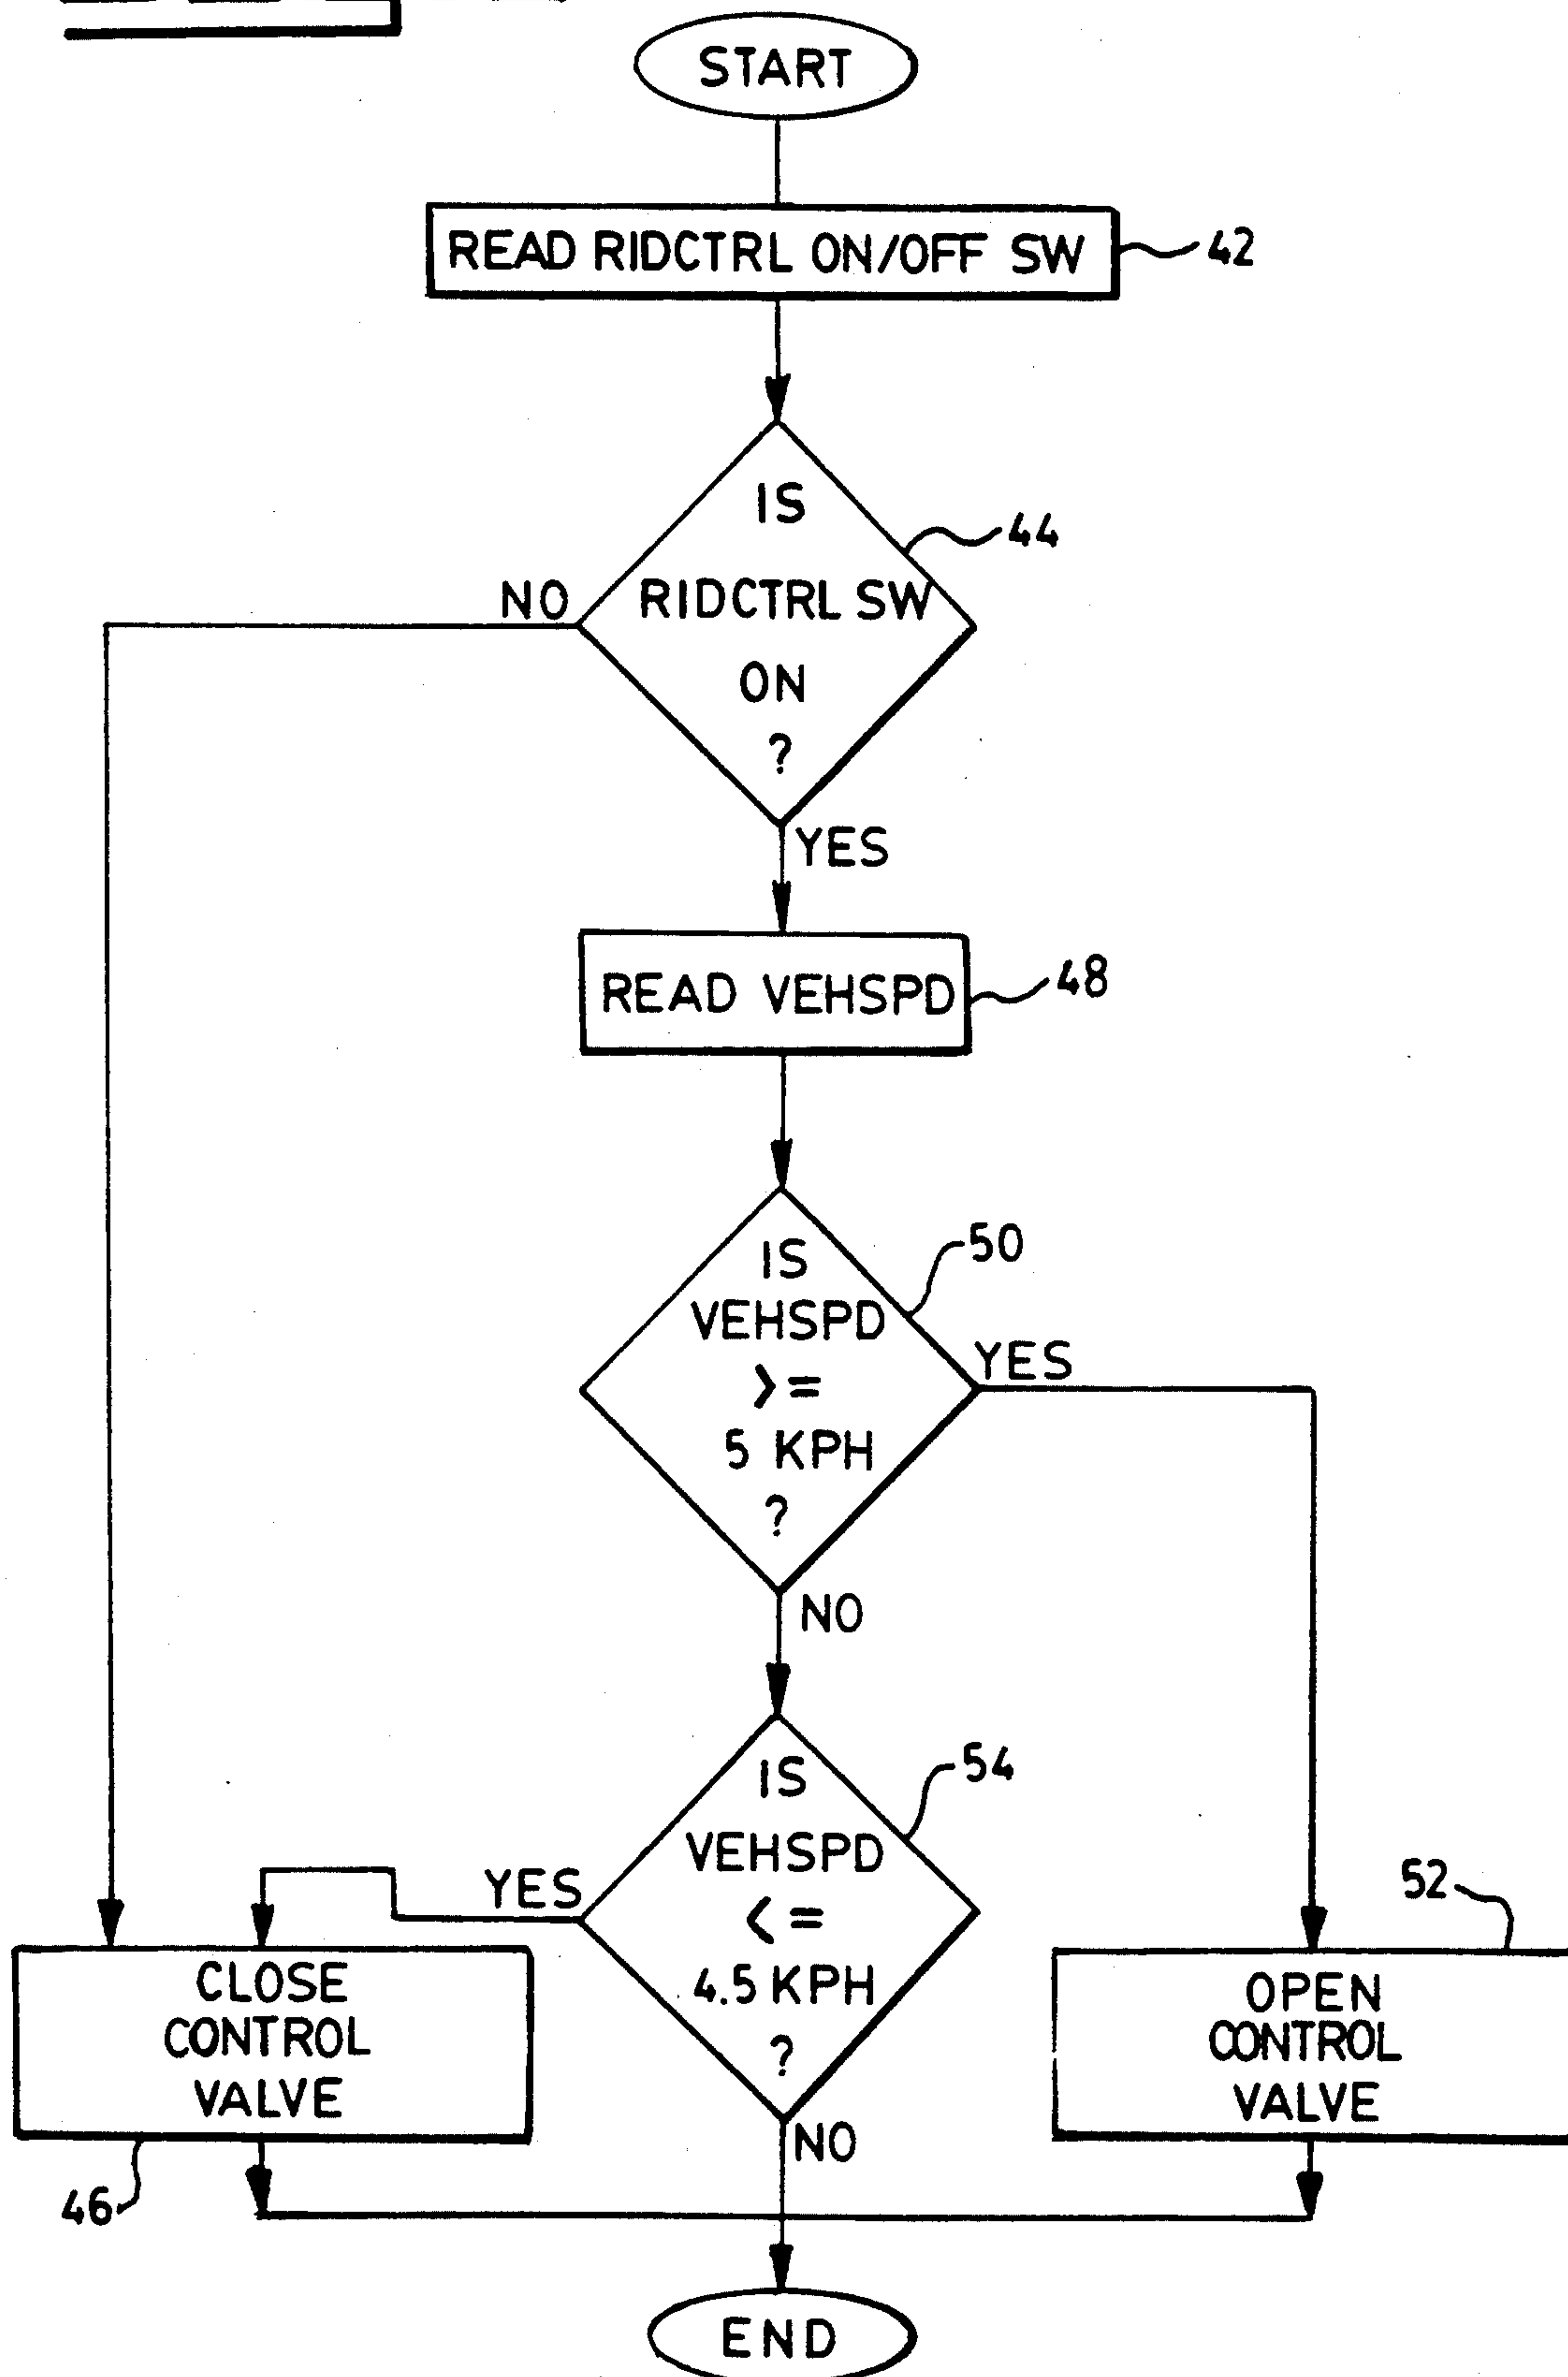 START
READ RIDCTRL ON/OFF SW
42
IS
RIDCTRL SW
ON
?
44
NO
YES
READ VEHSPD
48
IS
VEHSPD
>=
5 KPH
?
50
YES
NO
IS
VEHSPD
<=
4.5 KPH
?
54
YES
NO
CLOSE
CONTROL
VALVE
46
OPEN
CONTROL
VALVE
52
END